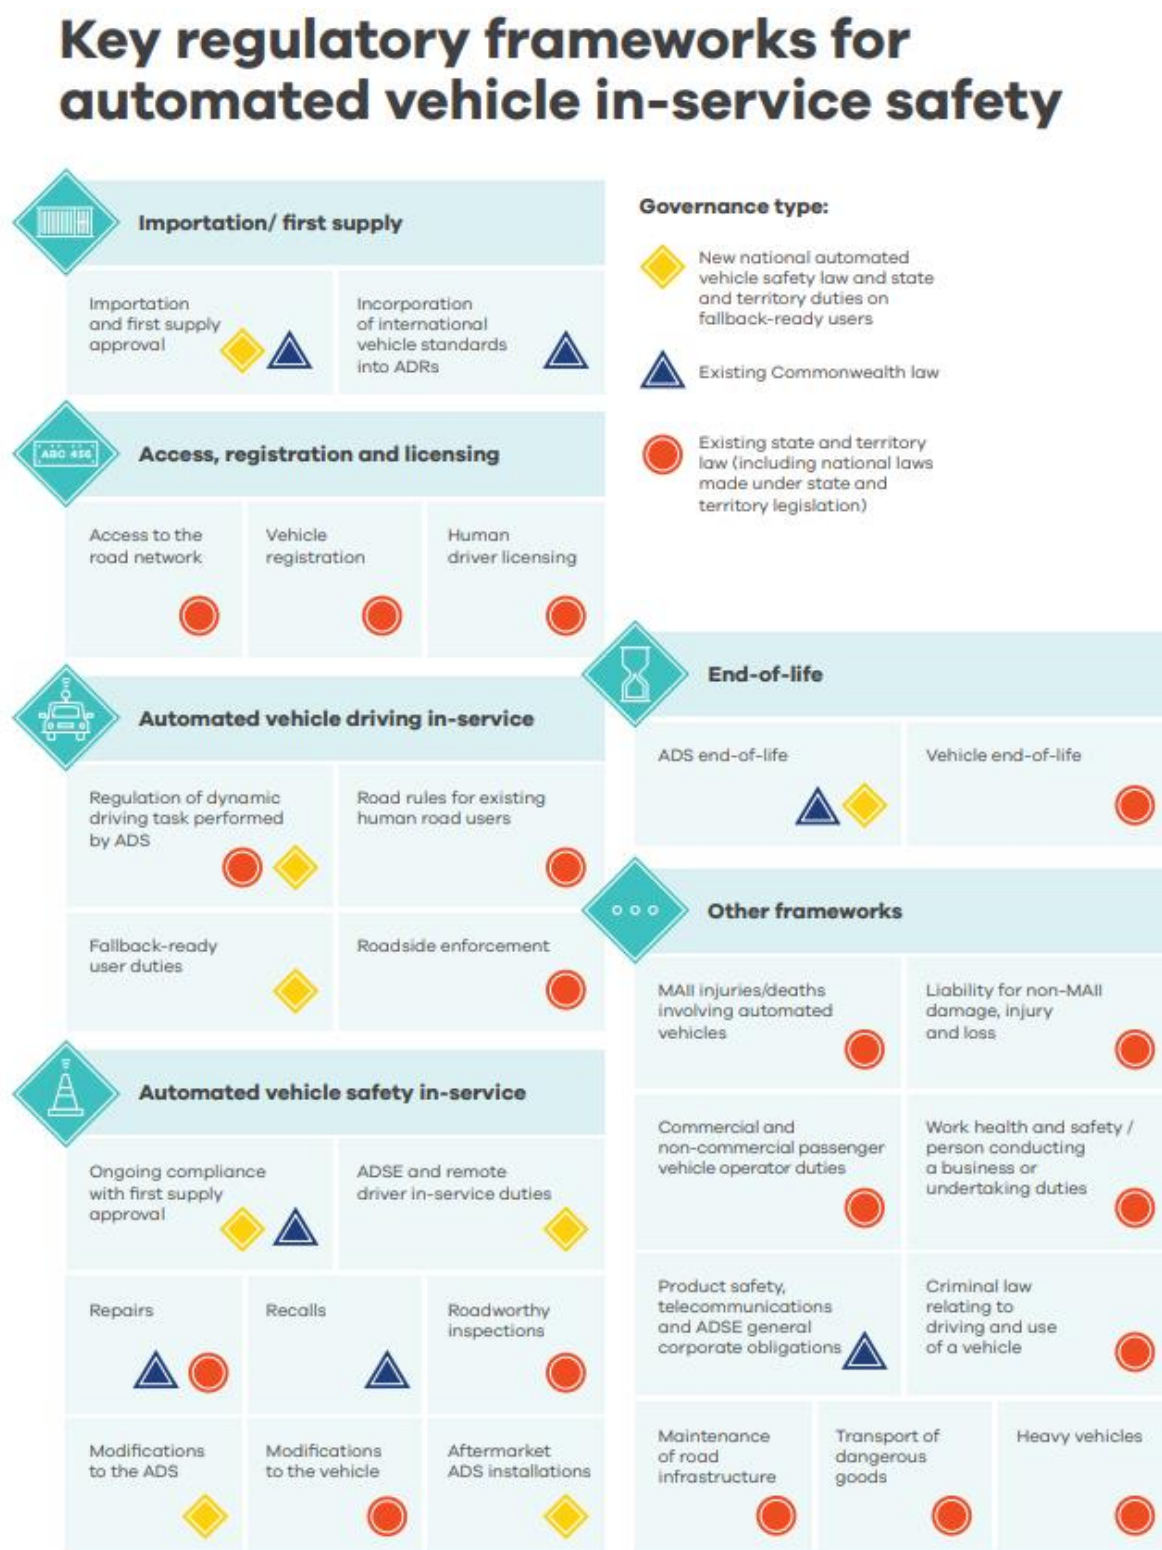 Key regulatory frameworks for
automated vehicle in-service safety
Importation/ first supply
Importation
and first supply
approval
Incorporation
of international
vehicle standards
into ADRs
Governance type:
New national automated
vehicle safety law and state
and territory duties on
fallback-ready users
Existing Commonwealth law
Existing state and territory
law (including national laws
made under state and
territory legislation)
ABC 456
Access, registration and licensing
Access to the
road network
Vehicle
registration
Human
driver licensing
Automated vehicle driving in-service
Regulation of dynamic
driving task performed
by ADS
Road rules for existing
human road users
Fallback-ready
user duties
Roadside enforcement
Automated vehicle safety in-service
Ongoing compliance
with first supply
approval
ADSE and remote
driver in-service duties
Repairs
Recalls
Roadworthy
inspections
Modifications
to the ADS
Modifications
to the vehicle
Aftermarket
ADS installations
End-of-life
ADS end-of-life
Vehicle end-of-life
Other frameworks
MAII injuries/deaths
involving automated
vehicles
Liability for non-MAII
damage, injury
and loss
Commercial and
non-commercial passenger
vehicle operator duties
Work health and safety /
person conducting
a business or
undertaking duties
Product safety,
telecommunications
and ADSE general
corporate obligations
Criminal law
relating to
driving and use
of a vehicle
Maintenance
of road
infrastructure
Transport of
dangerous
goods
Heavy vehicles